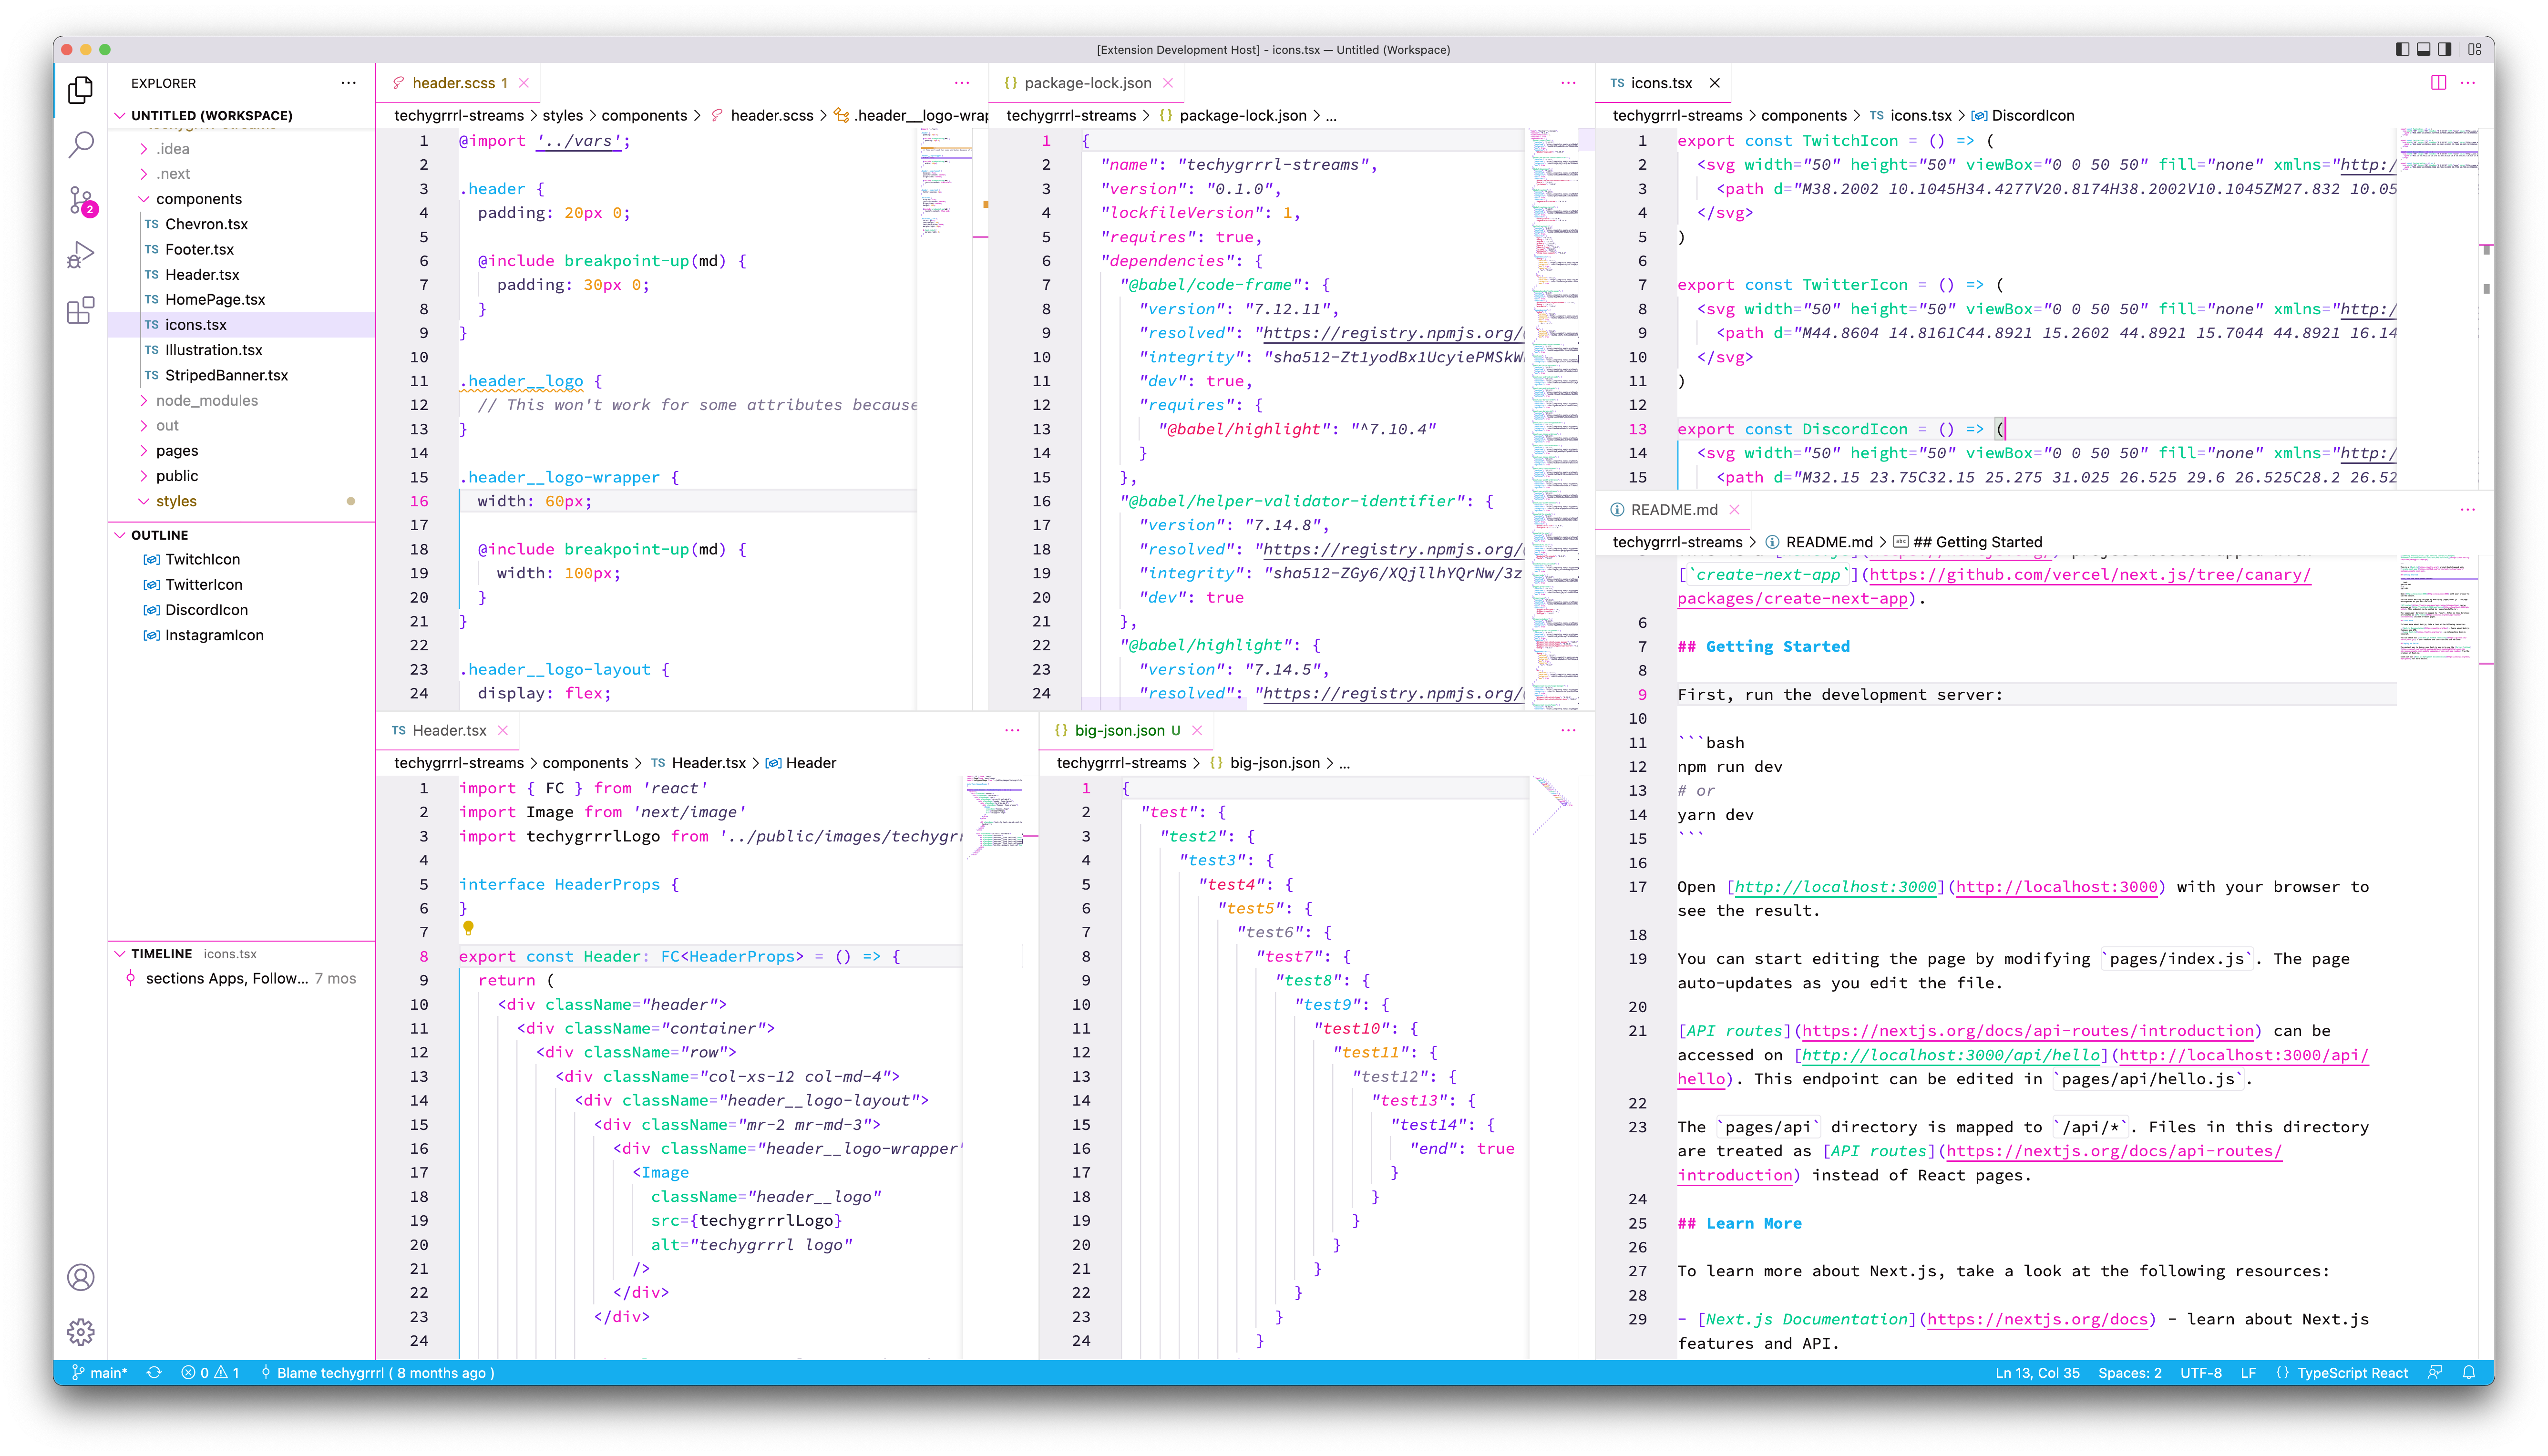 [Extension Development Host] - icons.tsx — Untitled (Workspace)
EXPLORER
UNTITLED (WORKSPACE)
.idea
.next
components
TS Chevron.tsx
TS Footer.tsx
TS Header.tsx
TS HomePage.tsx
TS icons.tsx
TS Illustration.tsx
TS StripedBanner.tsx
node_modules
out
pages
public
styles
2
OUTLINE
TwitchIcon
TwitterIcon
DiscordIcon
InstagramIcon
TIMELINE icons.tsx
sections Apps, Follow... 7 mos
header.scss 1
techygrrrl-streams > styles > components > header.scss > .header__logo-wrap
1 @import '../vars';
2
3 .header {
4 padding: 20px 0;
5
6 @include breakpoint-up(md) {
7 padding: 30px 0;
8 }
9 }
10
11 .header__logo {
12 // This won't work for some attributes because
13 }
14
15 .header__logo-wrapper {
16 width: 60px;
17
18 @include breakpoint-up(md) {
19 width: 100px;
20 }
21 }
22
23 .header__logo-layout {
24 display: flex;
{} package-lock.json
techygrrrl-streams > {} package-lock.json > ...
1 {
2 "name": "techygrrrl-streams",
3 "version": "0.1.0",
4 "lockfileVersion": 1,
5 "requires": true,
6 "dependencies": {
7 "@babel/code-frame": {
8 "version": "7.12.11",
9 "resolved": "https://registry.npmjs.org/
10 "integrity": "sha512-Zt1yodBx1UcyiePMSkW
11 "dev": true,
12 "requires": {
13 "@babel/highlight": "^7.10.4"
14 }
15 },
16 "@babel/helper-validator-identifier": {
17 "version": "7.14.8",
18 "resolved": "https://registry.npmjs.org/
19 "integrity": "sha512-ZGy6/XQjllhYQrNw/3z
20 "dev": true
21 },
22 "@babel/highlight": {
23 "version": "7.14.5",
24 "resolved": "https://registry.npmjs.org/
TS Header.tsx
techygrrrl-streams > components > TS Header.tsx > Header
1 import { FC } from 'react'
2 import Image from 'next/image'
3 import techygrrrlLogo from '../public/images/techygrr
4
5 interface HeaderProps {
6 }
7
8 export const Header: FC<HeaderProps> = () => {
9 return (
10 <div className="header">
11 <div className="container">
12 <div className="row">
13 <div className="col-xs-12 col-md-4">
14 <div className="header__logo-layout">
15 <div className="mr-2 mr-md-3">
16 <div className="header__logo-wrapper"
17 <Image
18 className="header__logo"
19 src={techygrrrlLogo}
20 alt="techygrrrl logo"
21 />
22 </div>
23 </div>
24
{} big-json.json U
techygrrrl-streams > {} big-json.json > ...
1 {
2 "test": {
3 "test2": {
4 "test3": {
5 "test4": {
6 "test5": {
7 "test6": {
8 "test7": {
9 "test8": {
10 "test9": {
11 "test10": {
12 "test11": {
13 "test12": {
14 "test13": {
15 "test14": {
16 "end": true
17 }
18 }
19 }
20 }
21 }
22 }
23 }
24 }
TS icons.tsx
techygrrrl-streams > components > TS icons.tsx > DiscordIcon
1 export const TwitchIcon = () => (
2 <svg width="50" height="50" viewBox="0 0 50 50" fill="none" xmlns="http:/
3 <path d="M38.2002 10.1045H34.4277V20.8174H38.2002V10.1045ZM27.832 10.05
4 </svg>
5 )
6
7 export const TwitterIcon = () => (
8 <svg width="50" height="50" viewBox="0 0 50 50" fill="none" xmlns="http:/
9 <path d="M44.8604 14.8161C44.8921 15.2602 44.8921 15.7044 44.8921 16.14
10 </svg>
11 )
12
13 export const DiscordIcon = () => (
14 <svg width="50" height="50" viewBox="0 0 50 50" fill="none" xmlns="http:/
15 <path d="M32.15 23.75C32.15 25.275 31.025 26.525 29.6 26.525C28.2 26.52
README.md
techygrrrl-streams > README.md > ## Getting Started
[`create-next-app`](https://github.com/vercel/next.js/tree/canary/
packages/create-next-app).
6
7 ## Getting Started
8
9 First, run the development server:
10
11 ```bash
12 npm run dev
13 # or
14 yarn dev
15 ```
16
17 Open [http://localhost:3000](http://localhost:3000) with your browser to
see the result.
18
19 You can start editing the page by modifying `pages/index.js`. The page
auto-updates as you edit the file.
20
21 [API routes](https://nextjs.org/docs/api-routes/introduction) can be
accessed on [http://localhost:3000/api/hello](http://localhost:3000/api/
hello). This endpoint can be edited in `pages/api/hello.js`.
22
23 The `pages/api` directory is mapped to `/api/*`. Files in this directory
are treated as [API routes](https://nextjs.org/docs/api-routes/
introduction) instead of React pages.
24
25 ## Learn More
26
27 To learn more about Next.js, take a look at the following resources:
28
29 - [Next.js Documentation](https://nextjs.org/docs) - learn about Next.js
features and API.
main* 0 1 Blame techygrrrl ( 8 months ago )
Ln 13, Col 35 Spaces: 2 UTF-8 LF {} TypeScript React